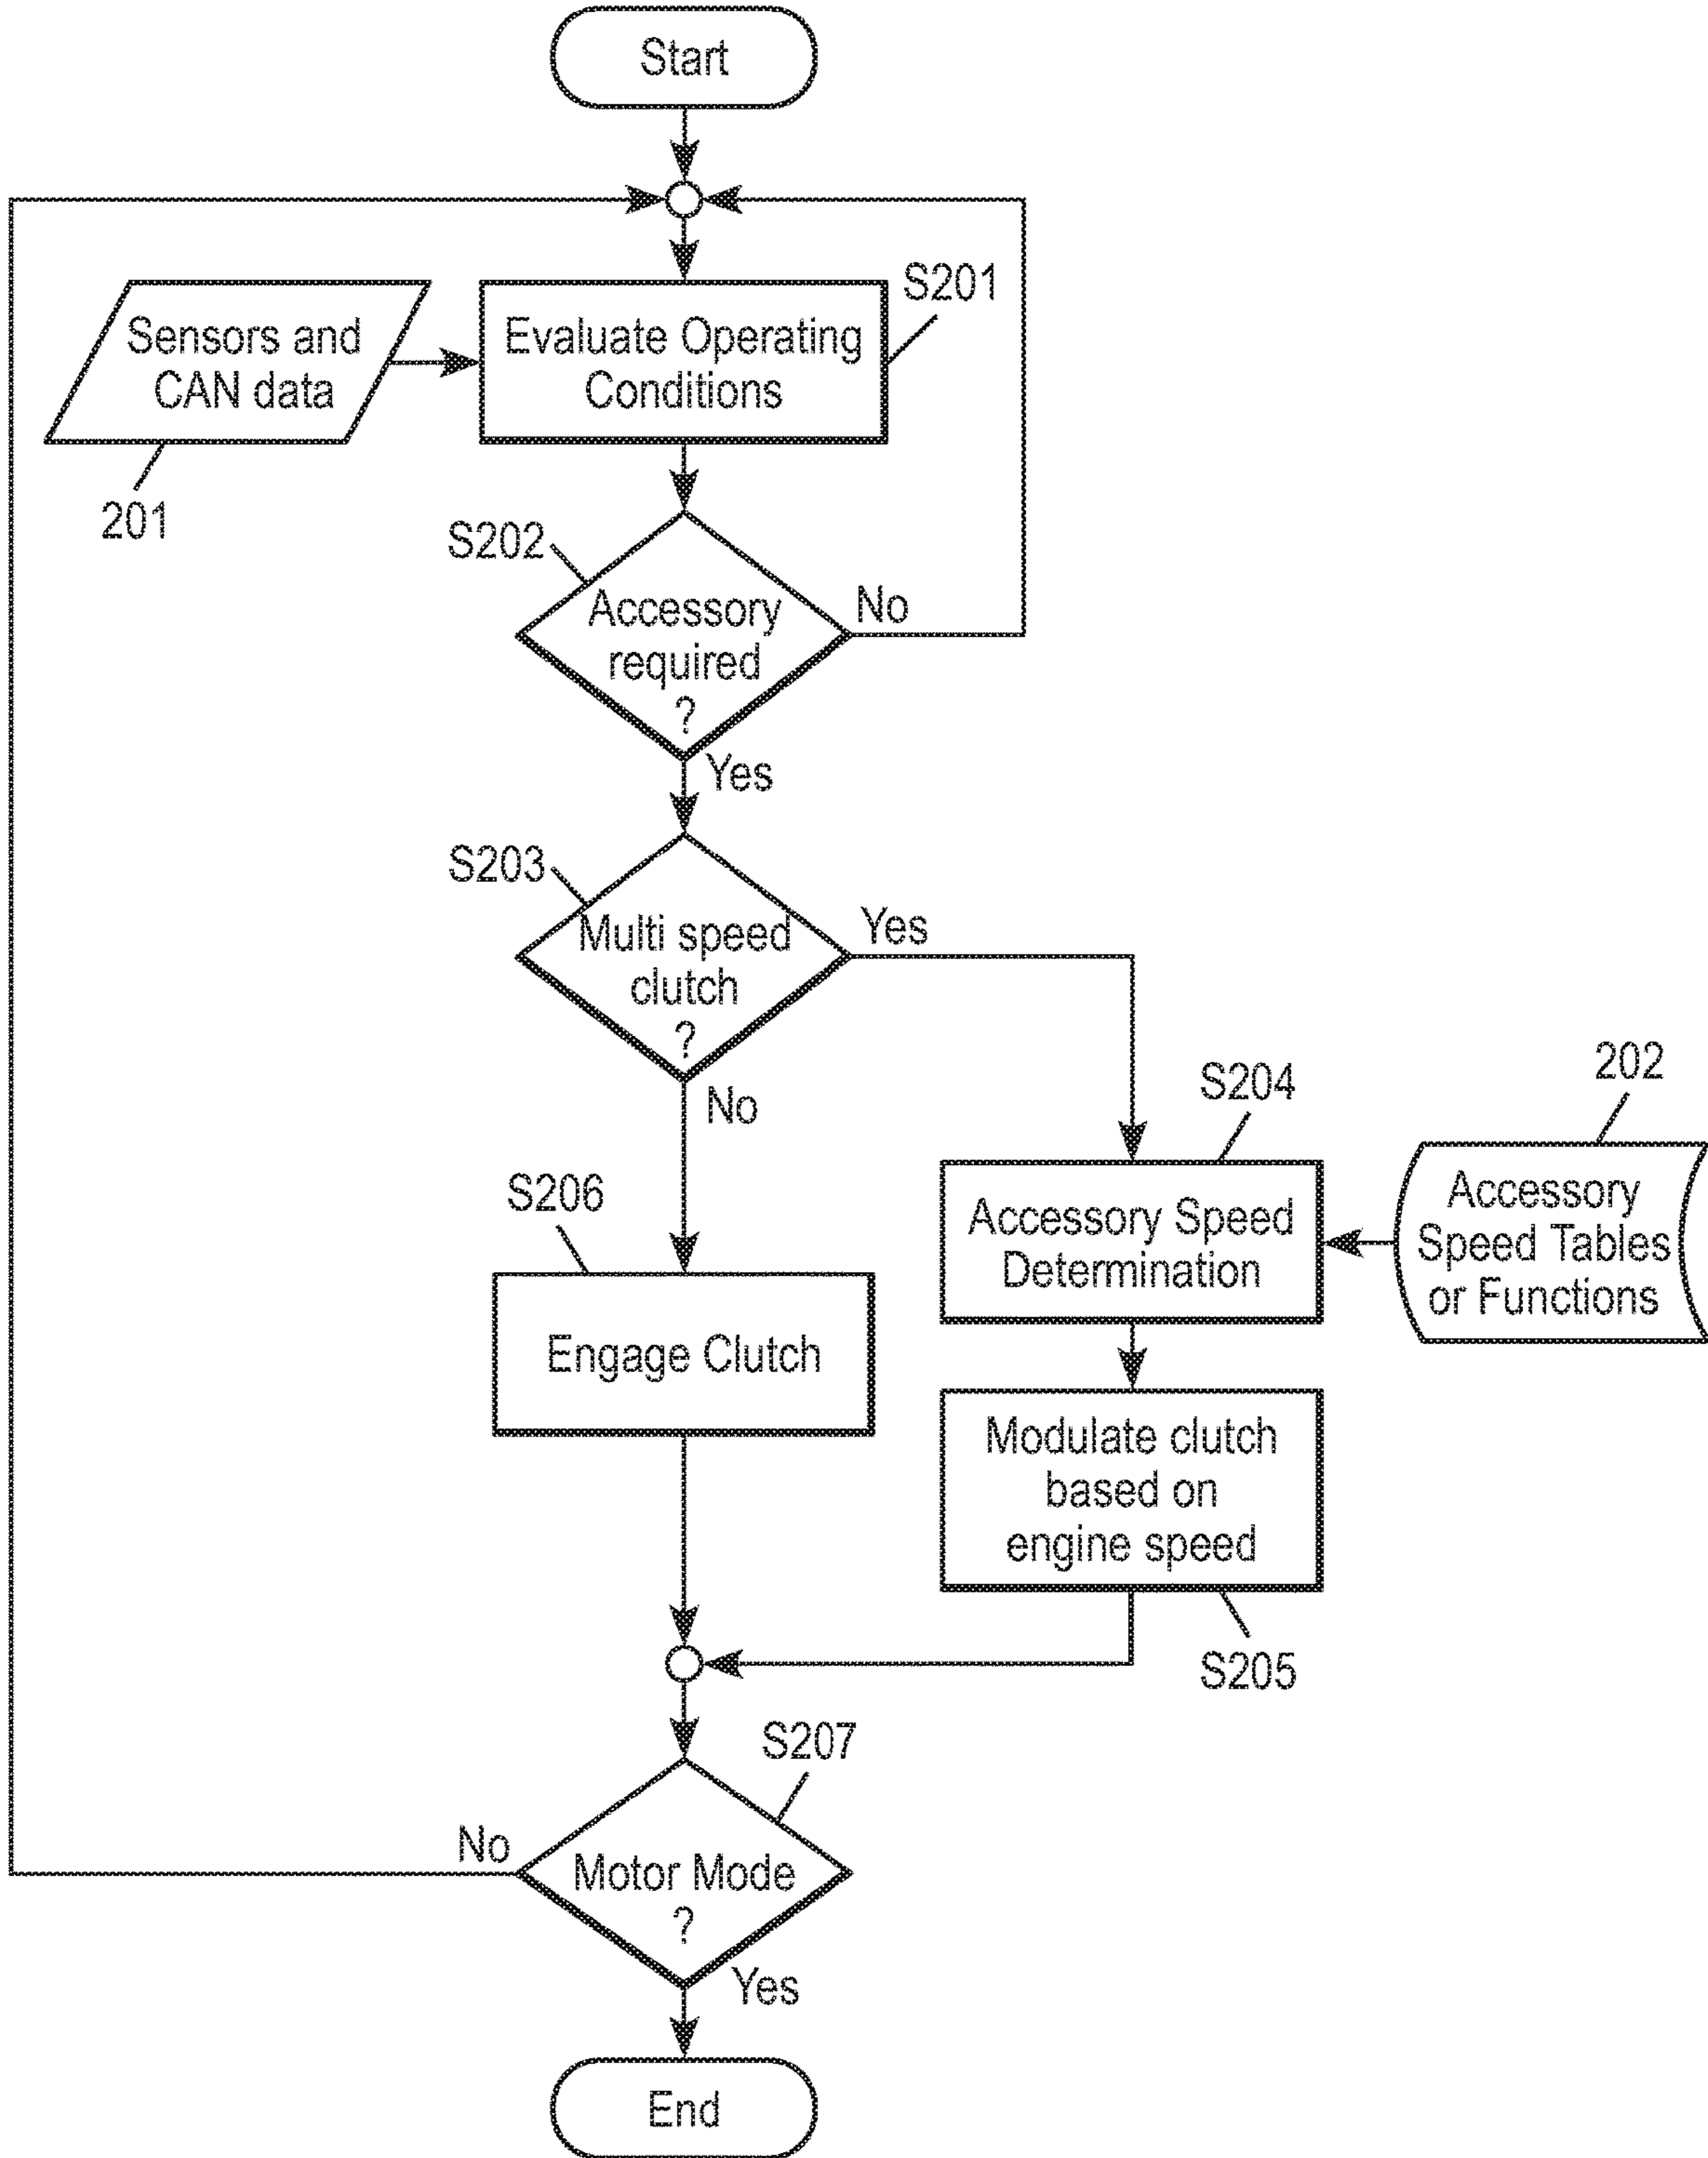 Start
S201
Sensors and
CAN data
201
Evaluate Operating
Conditions
S202
Accessory
required
?
No
Yes
S203
Multi speed
clutch
?
Yes
No
S204
202
Accessory Speed
Determination
Accessory
Speed Tables
or Functions
S206
Engage Clutch
Modulate clutch
based on
engine speed
S205
S207
Motor Mode
?
No
Yes
End